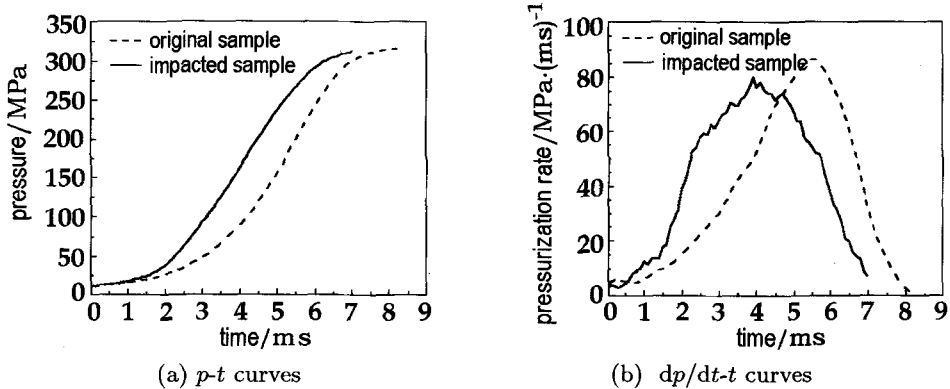 pressure/MPa
350
300
250
200
150
100
50
0
original sample
impacted sample
0 1 2 3 4 5 6 7 8 9
time/ms
(a) p-t curves
pressurization rate/MPa·(ms)⁻¹
100
80
60
40
20
0
original sample
impacted sample
0 1 2 3 4 5 6 7 8 9
time/ms
(b) dp/dt-t curves